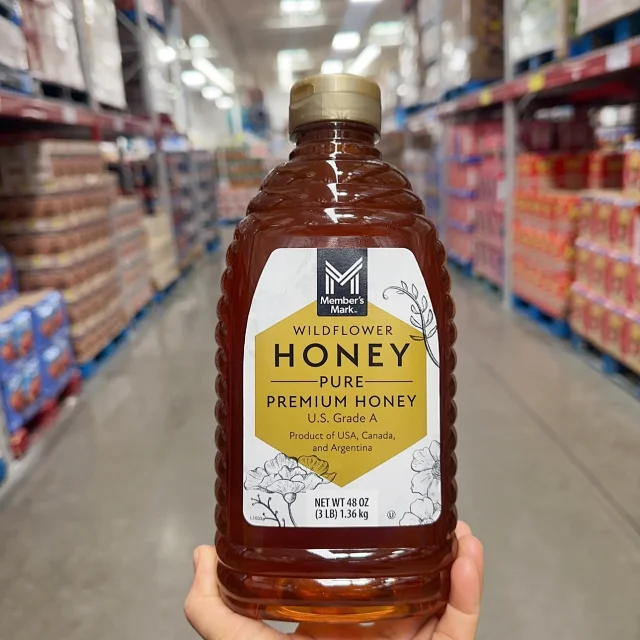 Member's
Mark™
WILDFLOWER
HONEY
PURE
PREMIUM HONEY
U.S. Grade A
Product of USA, Canada,
and Argentina
NET WT 48 OZ
(3 LB) 1.36 kg